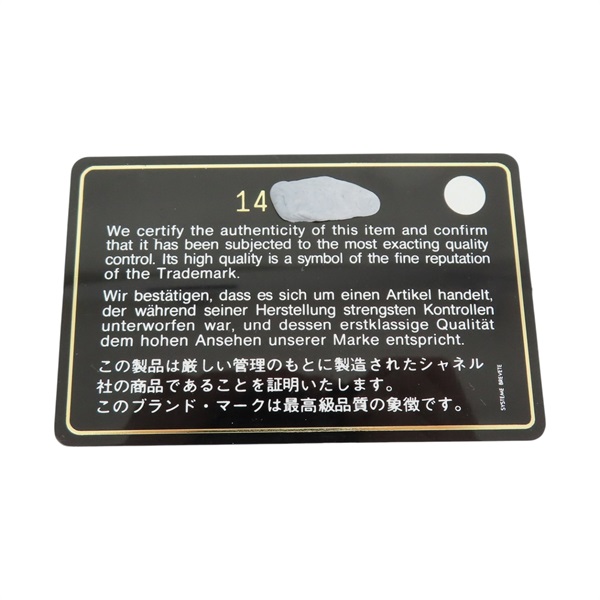 14
We certify the authenticity of this item and confirm
that it has been subjected to the most exacting quality
control. Its high quality is a symbol of the fine reputation
of the Trademark.
Wir bestätigen, dass es sich um einen Artikel handelt,
der während seiner Herstellung strengsten Kontrollen
unterworfen war, und dessen erstklassige Qualität
dem hohen Ansehen unserer Marke entspricht.
この製品は厳しい管理のもとに製造されたシャネル
社の商品であることを証明いたします。
このブランド・マークは最高級品質の象徴です。
SYSTEME BREVETE